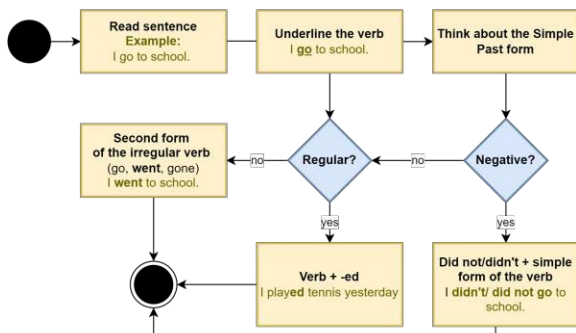 Read sentence
Example:
I go to school.
Underline the verb
I go to school.
Think about the Simple
Past form
Second form
of the irregular verb
(go, went, gone)
I went to school.
no
Regular?
no
Negative?
yes
yes
Verb + -ed
I played tennis yesterday
Did not/didn't + simple
form of the verb
I didn't/ did not go to
school.